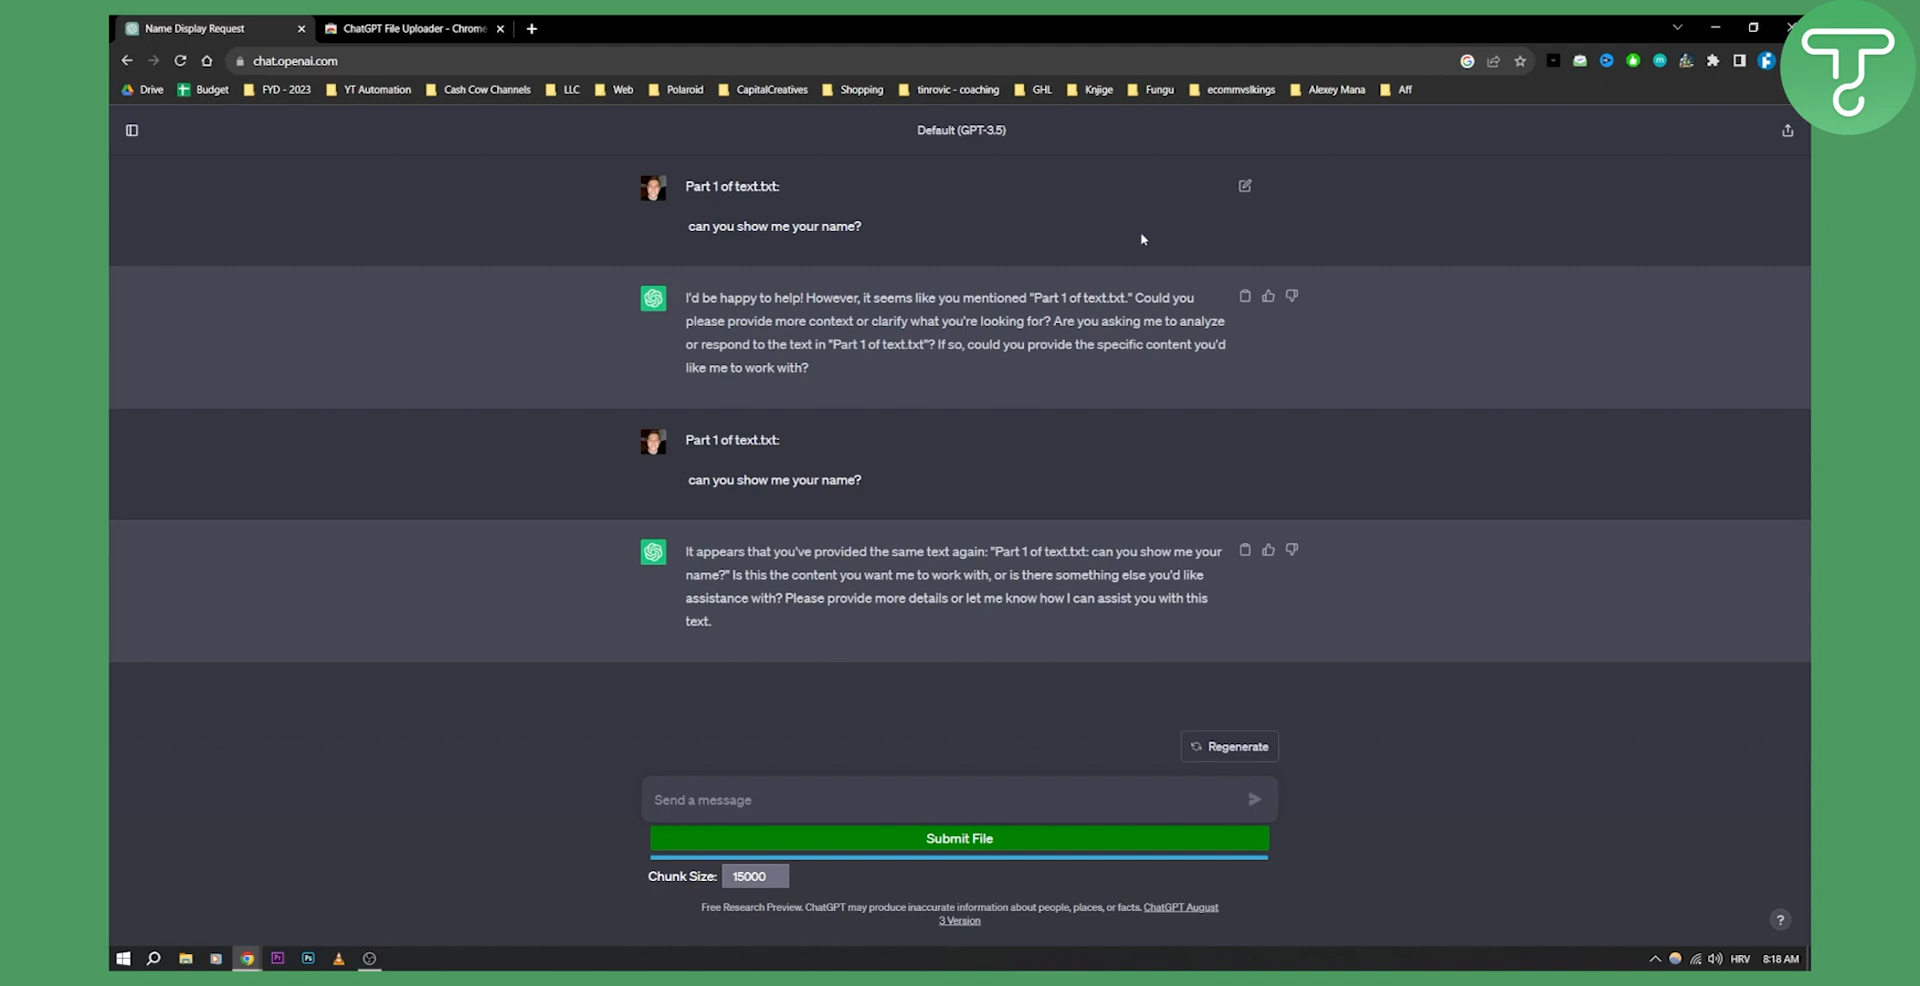 Name Display Request
ChatGPT File Uploader - Chrome
chat.openai.com
Drive Budget FYD - 2023 YT Automation Cash Cow Channels LLC Web Polaroid CapitalCreatives Shopping tinrovic - coaching GHL Knjige Fungu ecommvslkings Alexey Mana Aff
Default (GPT-3.5)
Part 1 of text.txt:
can you show me your name?
I'd be happy to help! However, it seems like you mentioned "Part 1 of text.txt." Could you
please provide more context or clarify what you're looking for? Are you asking me to analyze
or respond to the text in "Part 1 of text.txt"? If so, could you provide the specific content you'd
like me to work with?
Part 1 of text.txt:
can you show me your name?
It appears that you've provided the same text again: "Part 1 of text.txt: can you show me your
name?" Is this the content you want me to work with, or is there something else you'd like
assistance with? Please provide more details or let me know how I can assist you with this
text.
Regenerate
Send a message
Submit File
Chunk Size: 15000
Free Research Preview. ChatGPT may produce inaccurate information about people, places, or facts. ChatGPT August
3 Version
?
Pr Ps
HRV 8:18 AM